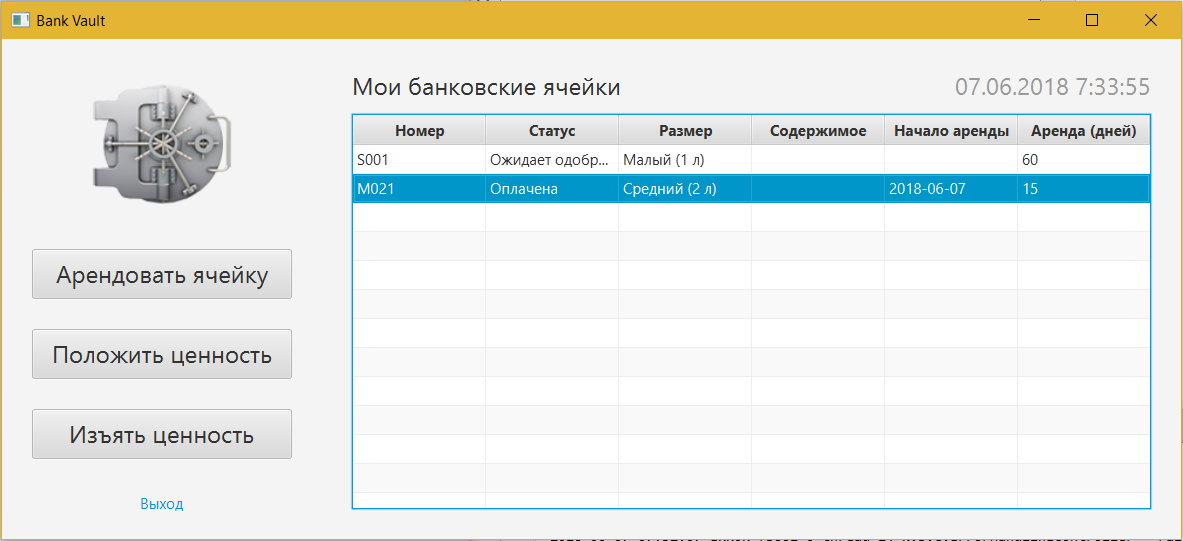 Bank Vault
Мои банковские ячейки
07.06.2018 7:33:55
Номер Статус Размер Содержимое Начало аренды Аренда (дней)
S001 Ожидает одобр... Малый (1 л) 60
M021 Оплачена Средний (2 л) 2018-06-07 15
Арендовать ячейку
Положить ценность
Изъять ценность
Выход